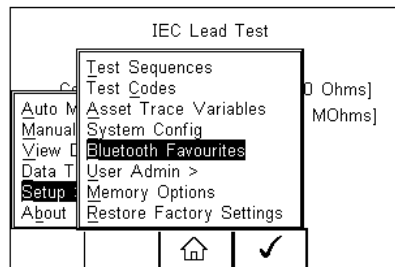 IEC Lead Test
Test Sequences
Test Codes
Asset Trace Variables
System Config
Bluetooth Favourites
User Admin >
Memory Options
Restore Factory Settings
Ohms]
MOhms]
Auto
Manual
View
Data
Setup
About